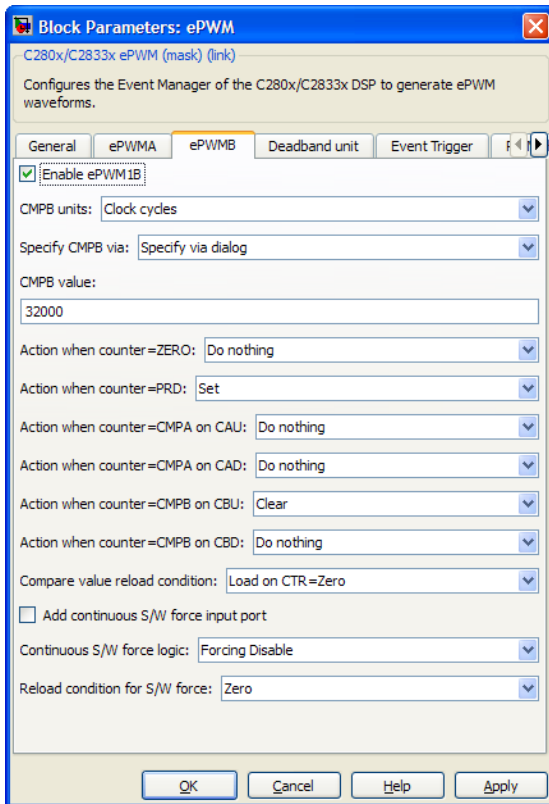 Block Parameters: ePWM
C280x/C2833x ePWM (mask) (link)
Configures the Event Manager of the C280x/C2833x DSP to generate ePWM
waveforms.
General ePWMA ePWMB Deadband unit Event Trigger
Enable ePWM1B
CMPB units: Clock cycles
Specify CMPB via: Specify via dialog
CMPB value:
32000
Action when counter=ZERO: Do nothing
Action when counter=PRD: Set
Action when counter=CMPA on CAU: Do nothing
Action when counter=CMPA on CAD: Do nothing
Action when counter=CMPB on CBU: Clear
Action when counter=CMPB on CBD: Do nothing
Compare value reload condition: Load on CTR=Zero
Add continuous S/W force input port
Continuous S/W force logic: Forcing Disable
Reload condition for S/W force: Zero
OK Cancel Help Apply